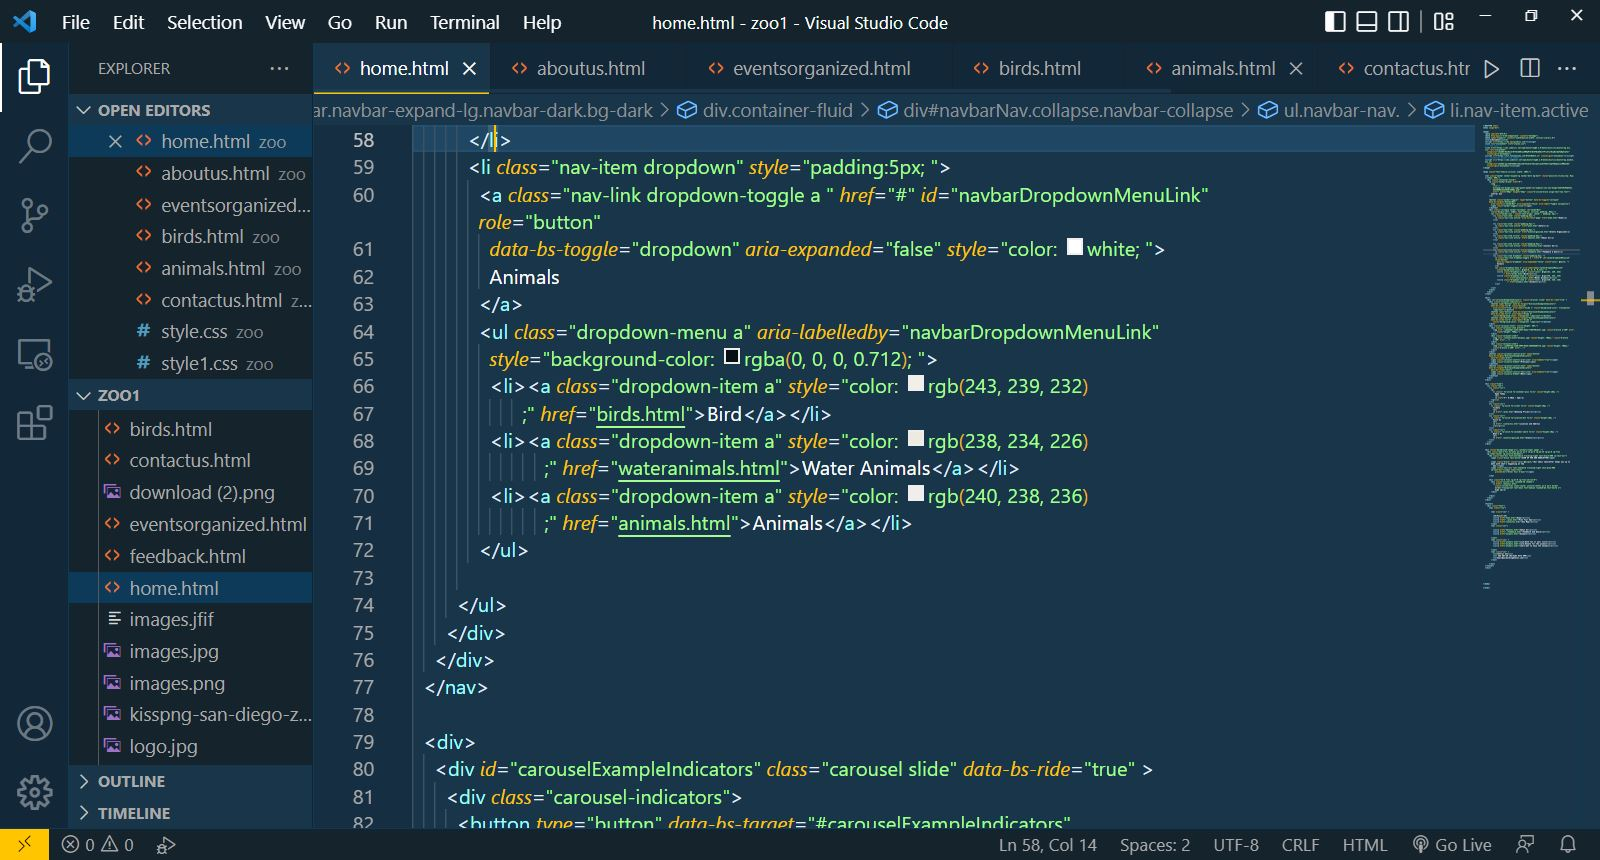 File Edit Selection View Go Run Terminal Help
home.html - zoo1 - Visual Studio Code
EXPLORER
OPEN EDITORS
home.html zoo
aboutus.html zoo
eventsorganized...
birds.html zoo
animals.html zoo
contactus.html z...
# style.css zoo
# style1.css zoo
ZOO1
birds.html
contactus.html
download (2).png
eventsorganized.html
feedback.html
home.html
images.jfif
images.jpg
images.png
kisspng-san-diego-z...
logo.jpg
OUTLINE
TIMELINE
home.html aboutus.html eventsorganized.html birds.html animals.html contactus.htr
ar.navbar-expand-lg.navbar-dark.bg-dark > div.container-fluid > div#navbarNav.collapse.navbar-collapse > ul.navbar-nav. > li.nav-item.active
58 </li>
59 <li class="nav-item dropdown" style="padding:5px; ">
60 <a class="nav-link dropdown-toggle a " href="#" id="navbarDropdownMenuLink"
role="button"
61 data-bs-toggle="dropdown" aria-expanded="false" style="color: white; ">
62 Animals
63 </a>
64 <ul class="dropdown-menu a" aria-labelledby="navbarDropdownMenuLink"
65 style="background-color: rgba(0, 0, 0, 0.712); ">
66 <li><a class="dropdown-item a" style="color: rgb(243, 239, 232)
67 ;" href="birds.html">Bird</a></li>
68 <li><a class="dropdown-item a" style="color: rgb(238, 234, 226)
69 ;" href="wateranimals.html">Water Animals</a></li>
70 <li><a class="dropdown-item a" style="color: rgb(240, 238, 236)
71 ;" href="animals.html">Animals</a></li>
72 </ul>
73
74 </ul>
75 </div>
76 </div>
77 </nav>
78
79 <div>
80 <div id="carouselExampleIndicators" class="carousel slide" data-bs-ride="true" >
81 <div class="carousel-indicators">
82 <button type="button" data-bs-target="#carouselExampleIndicators"
0 0
Ln 58, Col 14 Spaces: 2 UTF-8 CRLF HTML Go Live